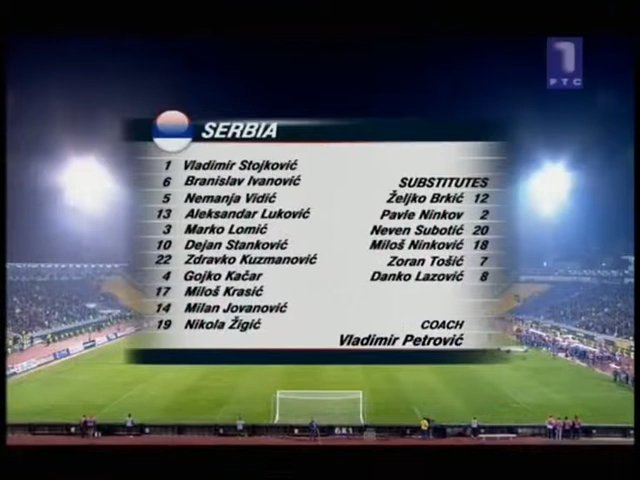 1
PTC
SERBIA
1 Vladimir Stojković
6 Branislav Ivanović
5 Nemanja Vidić
13 Aleksandar Luković
3 Marko Lomić
10 Dejan Stanković
22 Zdravko Kuzmanović
4 Gojko Kačar
17 Miloš Krasić
14 Milan Jovanović
19 Nikola Žigić
SUBSTITUTES
Željko Brkić 12
Pavle Ninkov 2
Neven Subotić 20
Miloš Ninković 18
Zoran Tošić 7
Danko Lazović 8
COACH
Vladimir Petrović